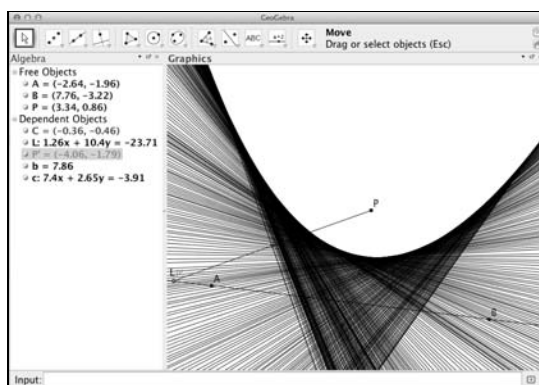 GeoGebra
ABC
a=2
Move
Drag or select objects (Esc)
Algebra
Graphics
Free Objects
A = (-2.64, -1.96)
B = (7.76, -3.22)
P = (3.34, 0.86)
Dependent Objects
C = (-0.36, -0.46)
L: 1.26x + 10.4y = -23.71
P' = (-4.06, -1.79)
b = 7.86
c: 7.4x + 2.65y = -3.91
P
L
A
B
Input: